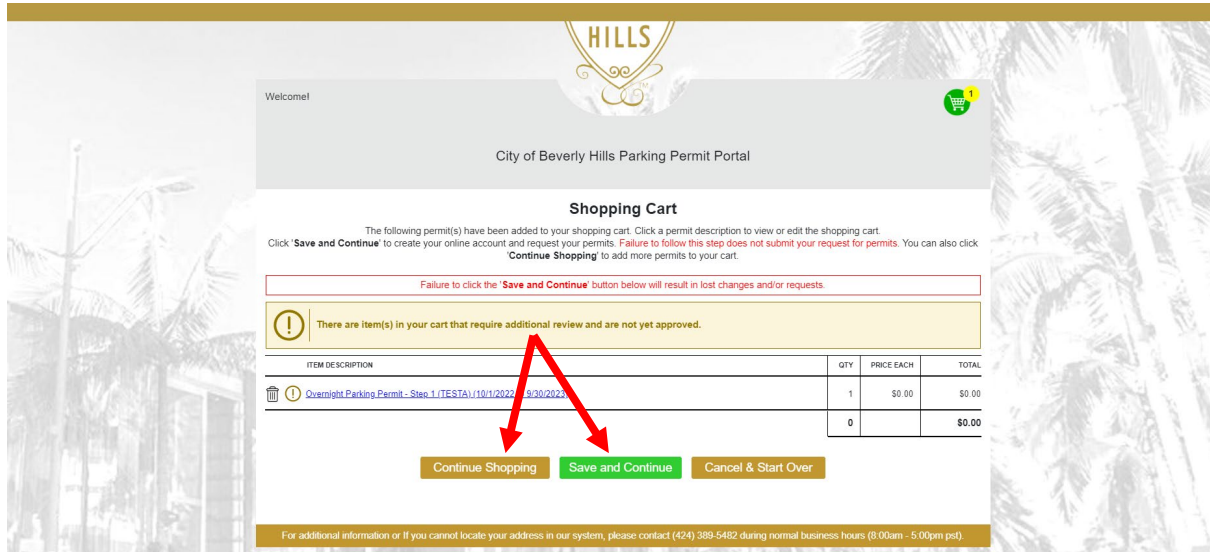 HILLS
TM
Welcome!
1
City of Beverly Hills Parking Permit Portal
Shopping Cart
The following permit(s) have been added to your shopping cart. Click a permit description to view or edit the shopping cart.
Click 'Save and Continue' to create your online account and request your permits. Failure to follow this step does not submit your request for permits. You can also click
'Continue Shopping' to add more permits to your cart.
Failure to click the 'Save and Continue' button below will result in lost changes and/or requests.
There are item(s) in your cart that require additional review and are not yet approved.
ITEM DESCRIPTION QTY PRICE EACH TOTAL
Overnight Parking Permit - Step 1 (TESTA) (10/1/2022 9/30/2023) 1 $0.00 $0.00
0 $0.00
Continue Shopping Save and Continue Cancel & Start Over
For additional information or If you cannot locate your address in our system, please contact (424) 389-5482 during normal business hours (8:00am - 5:00pm pst).